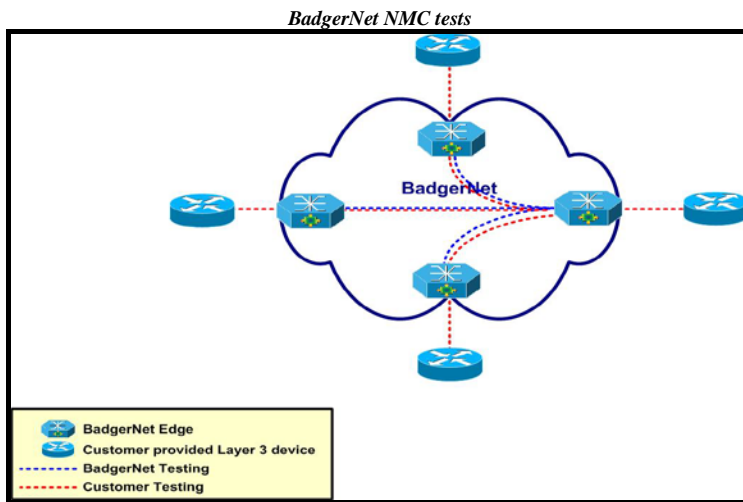 BadgerNet NMC tests
BadgerNet
BadgerNet Edge
Customer provided Layer 3 device
BadgerNet Testing
Customer Testing